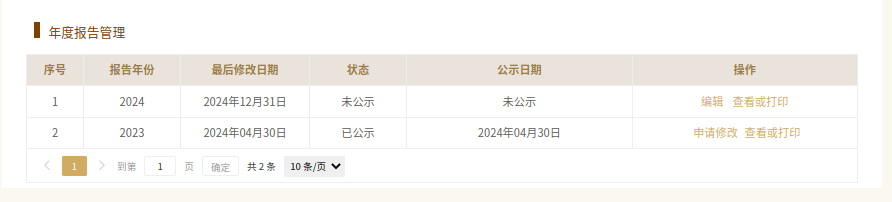 年度报告管理
序号 报告年份 最后修改日期 状态 公示日期 操作
1 2024 2024年12月31日 未公示 未公示 编辑 查看或打印
2 2023 2024年04月30日 已公示 2024年04月30日 申请修改 查看或打印
1 到第 1 页 确定 共 2 条 10 条/页